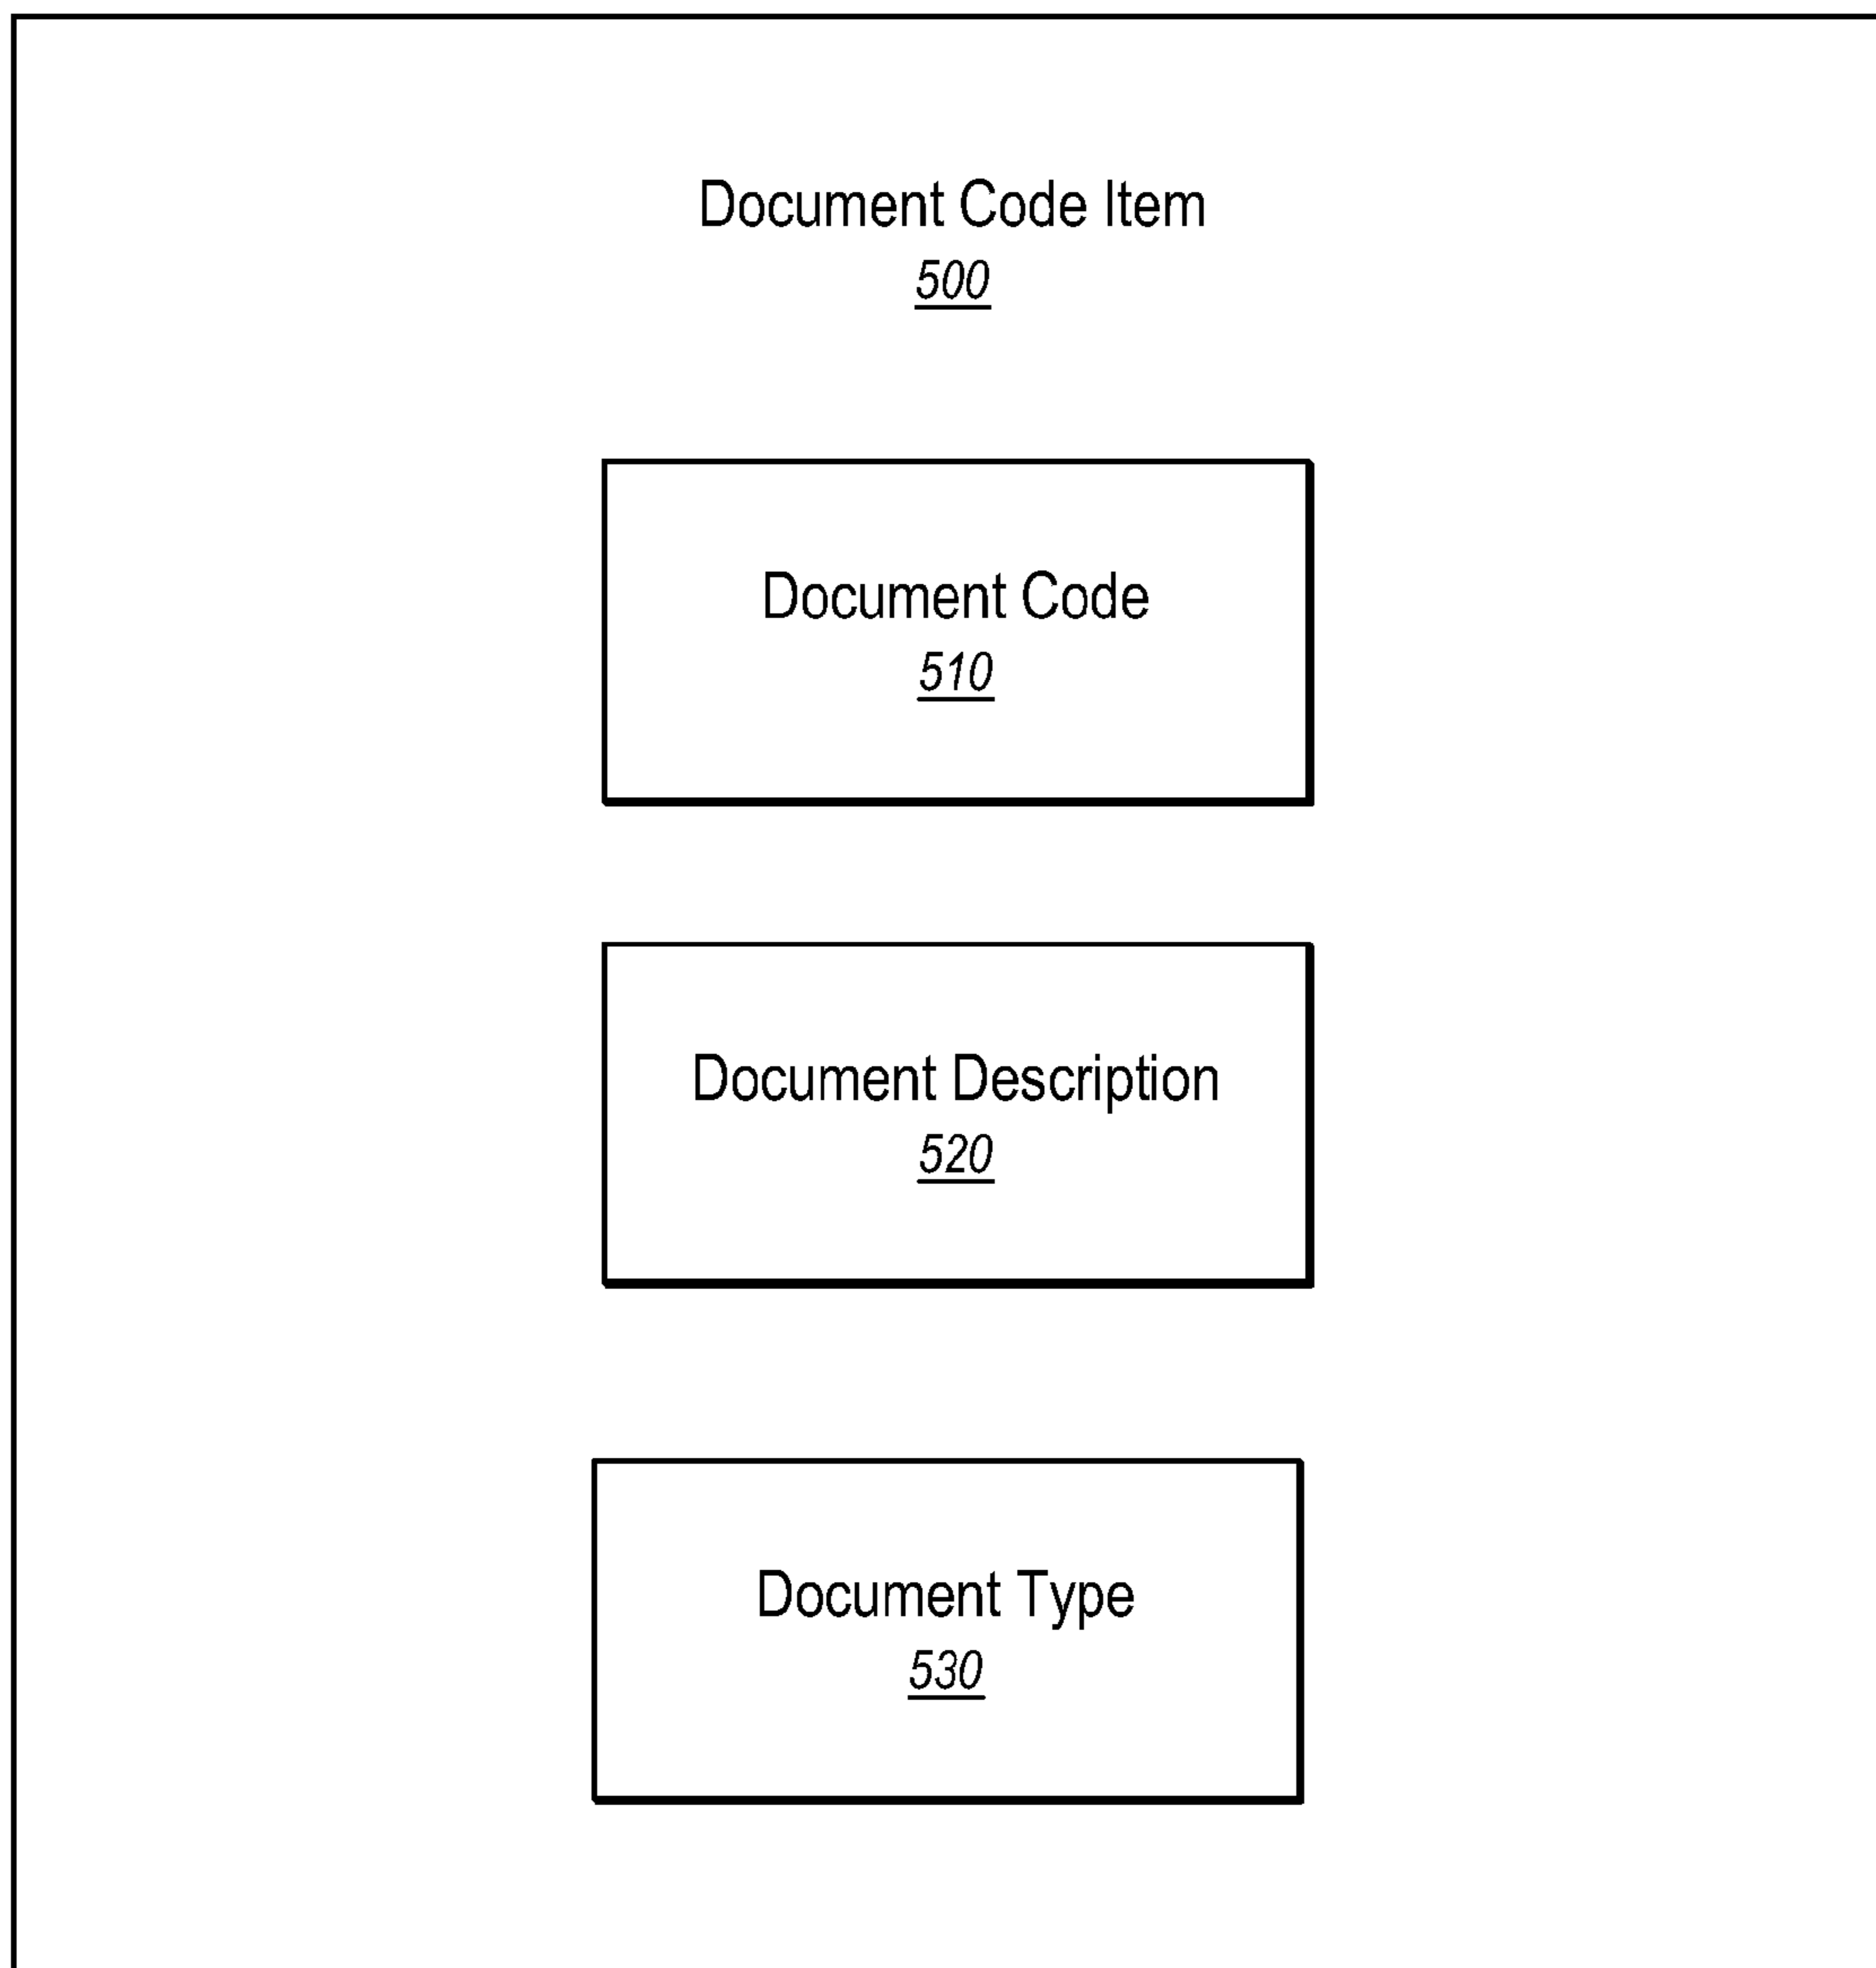 Document Code Item
500
Document Code
510
Document Description
520
Document Type
530